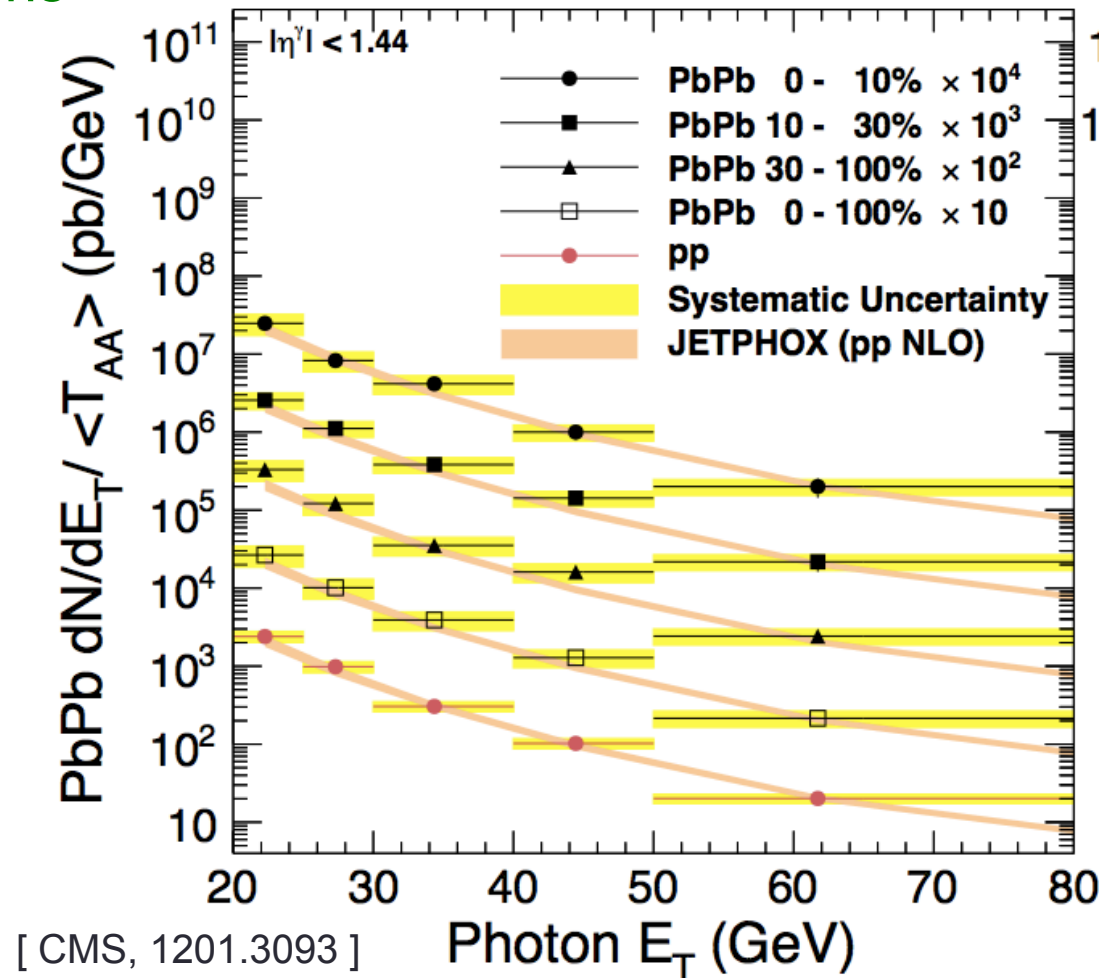 |η^γ| < 1.44
PbPb 0 - 10% × 10^4
PbPb 10 - 30% × 10^3
PbPb 30 - 100% × 10^2
PbPb 0 - 100% × 10
pp
Systematic Uncertainty
JETPHOX (pp NLO)
PbPb dN/dE_T/ <T_AA> (pb/GeV)
10^11
10^10
10^9
10^8
10^7
10^6
10^5
10^4
10^3
10^2
10
20 30 40 50 60 70 80
Photon E_T (GeV)
[ CMS, 1201.3093 ]